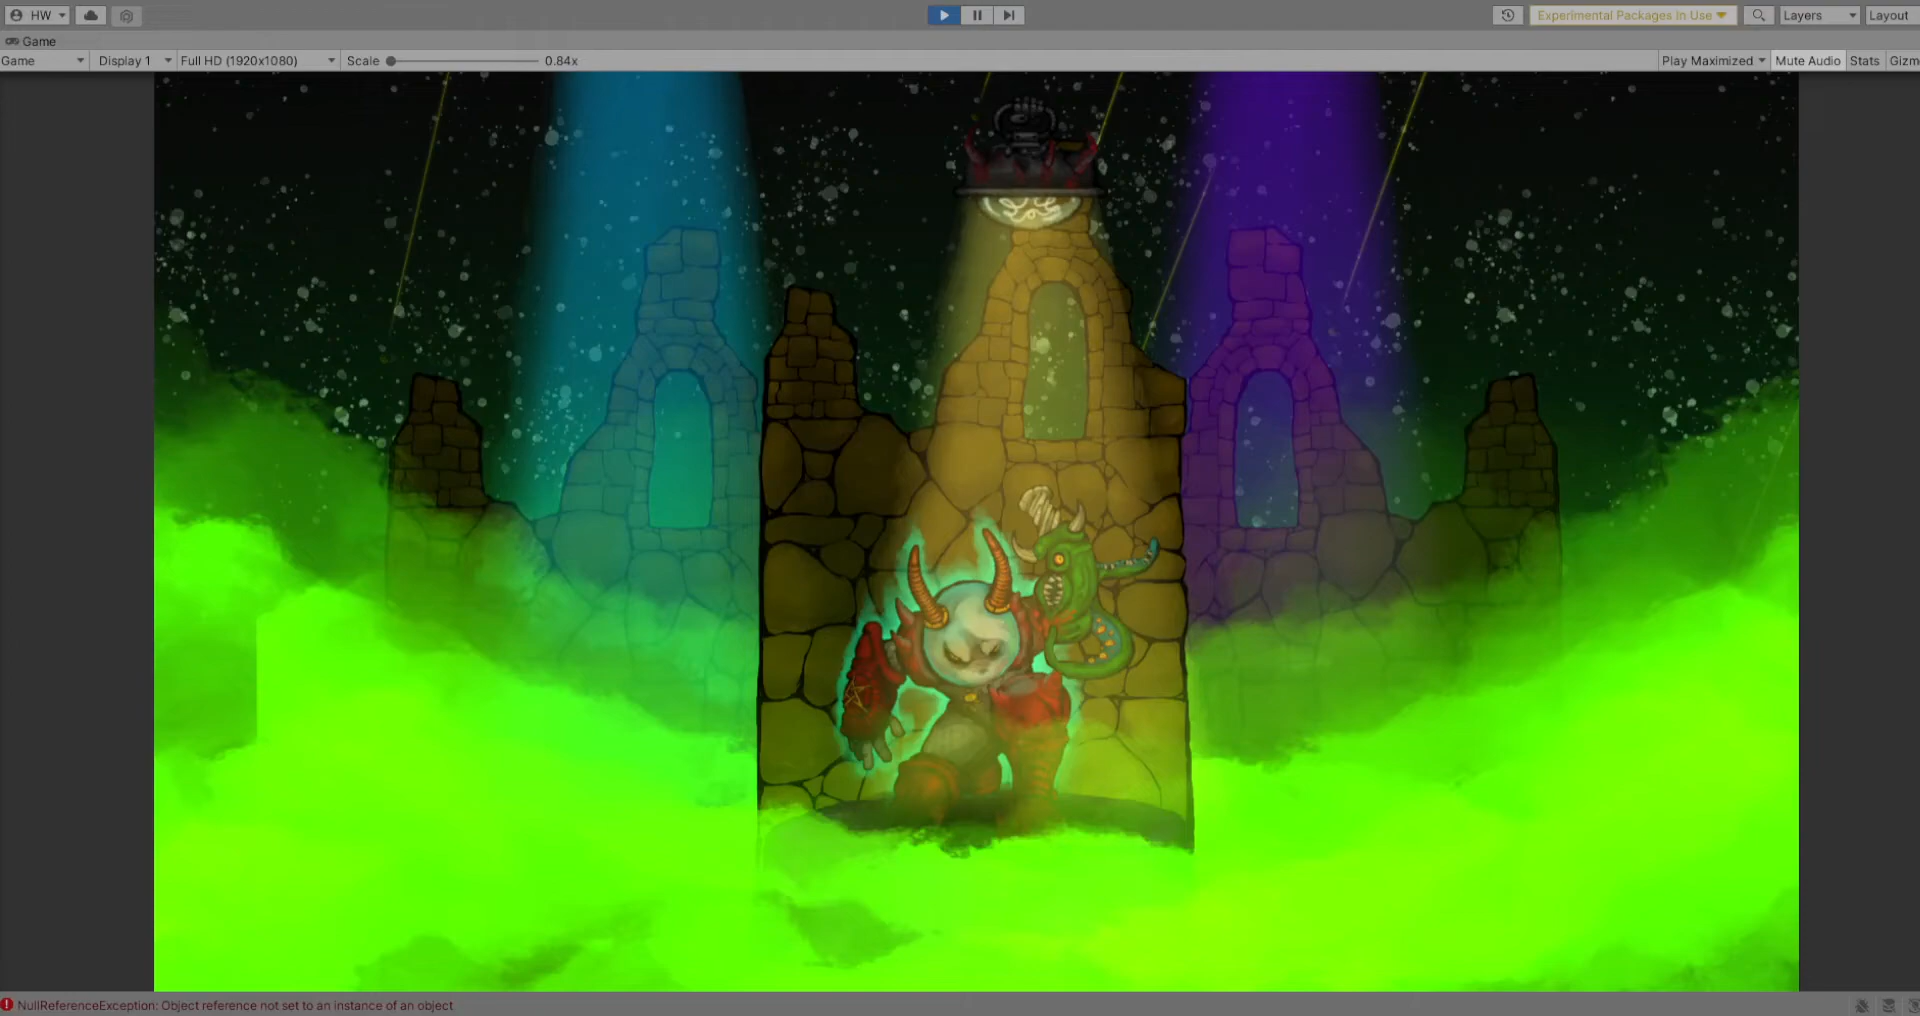 HW
Experimental Packages In Use
Layers
Layout
Game
Game
Display 1
Full HD (1920x1080)
Scale
0.84x
Play Maximized
Mute Audio
Stats
Gizm
NullReferenceException: Object reference not set to an instance of an object